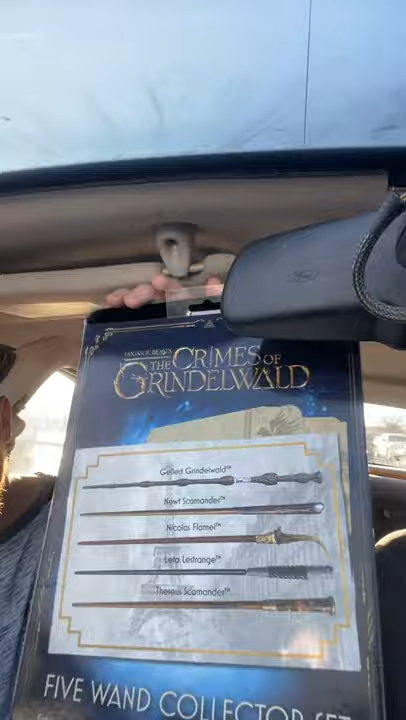 FANTASTIC BEASTS
THE CRIMES OF
GRINDELWALD
Gellert Grindelwald™
Newt Scamander™
Nicolas Flamel™
Leta Lestrange™
Theseus Scamander™
FIVE WAND COLLECTOR SET